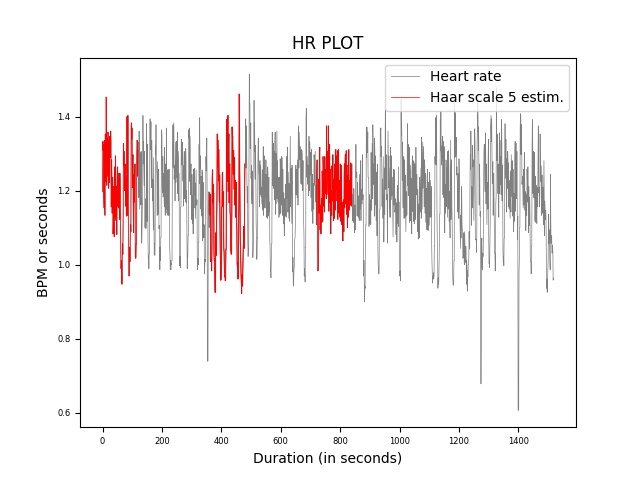 HR PLOT
Heart rate
Haar scale 5 estim.
1.4
1.2
1.0
0.8
0.6
BPM or seconds
0 200 400 600 800 1000 1200 1400
Duration (in seconds)